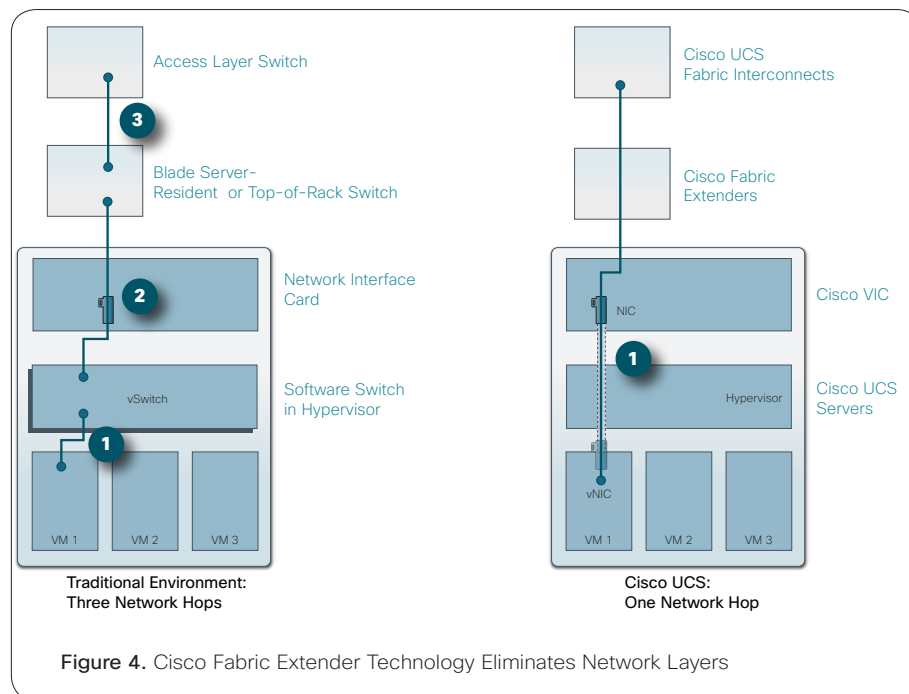 Access Layer Switch
3
Blade Server-
Resident or Top-of-Rack Switch
Network Interface
Card
2
vSwitch
Software Switch
in Hypervisor
1
VM 1
VM 2
VM 3
Traditional Environment:
Three Network Hops
Cisco UCS
Fabric Interconnects
Cisco Fabric
Extenders
NIC
Cisco VIC
1
Hypervisor
Cisco UCS
Servers
vNIC
VM 1
VM 2
VM 3
Cisco UCS:
One Network Hop
Figure 4. Cisco Fabric Extender Technology Eliminates Network Layers